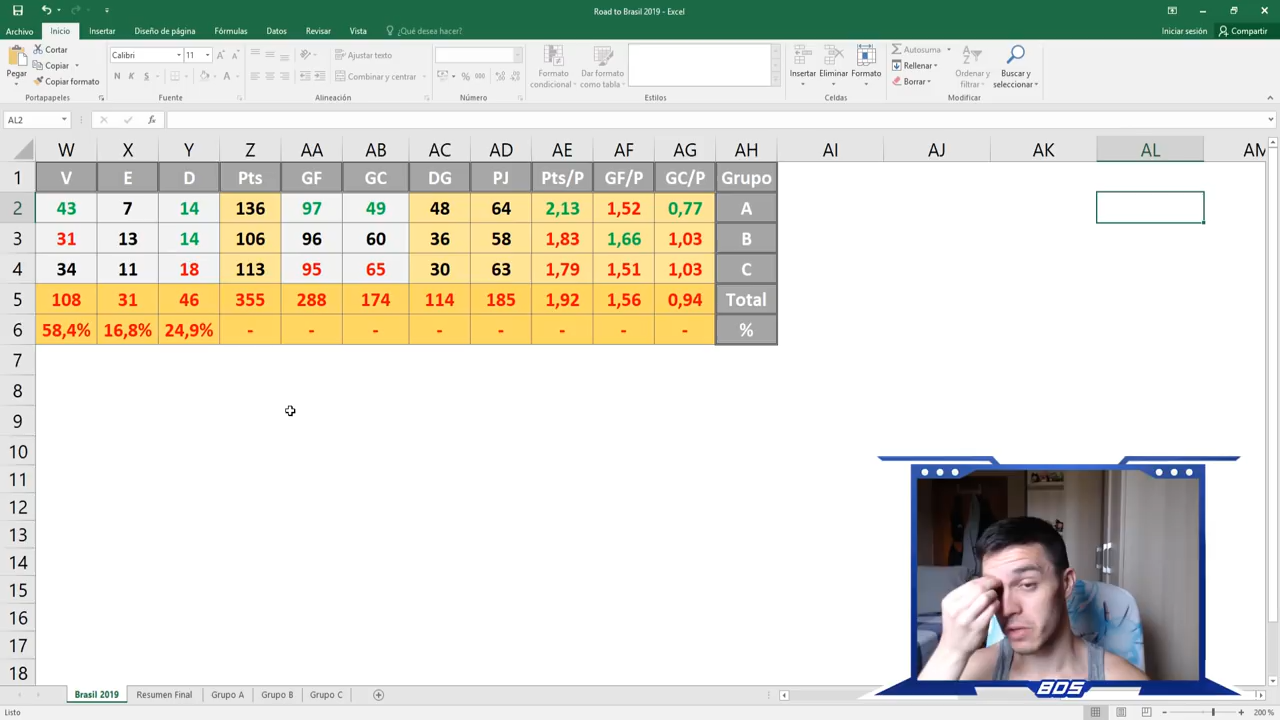 Road to Brasil 2019 - Excel
Archivo Inicio Insertar Diseño de página Fórmulas Datos Revisar Vista ¿Qué desea hacer? Iniciar sesión Compartir
Pegar
Cortar
Copiar
Copiar formato
Portapapeles
Calibri 11
N K S
Fuente
Ajustar texto
Combinar y centrar
Alineación
% 000
Número
Formato condicional
Dar formato como tabla
Estilos
Insertar Eliminar Formato
Celdas
Autosuma
Rellenar
Borrar
Ordenar y filtrar
Buscar y seleccionar
Modificar
AL2 fx
W X Y Z AA AB AC AD AE AF AG AH AI AJ AK AL AM
1 V E D Pts GF GC DG PJ Pts/P GF/P GC/P Grupo
2 43 7 14 136 97 49 48 64 2,13 1,52 0,77 A
3 31 13 14 106 96 60 36 58 1,83 1,66 1,03 B
4 34 11 18 113 95 65 30 63 1,79 1,51 1,03 C
5 108 31 46 355 288 174 114 185 1,92 1,56 0,94 Total
6 58,4% 16,8% 24,9% - - - - - - - - %
7
8
9
10
11
12
13
14
15
16
17
18
BDS
Brasil 2019 Resumen Final Grupo A Grupo B Grupo C
Listo 200 %